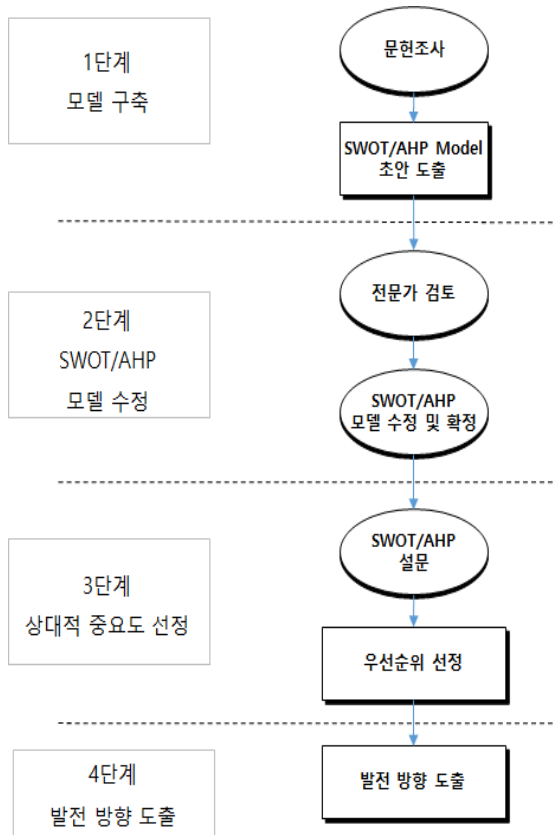 1단계
모델 구축
문헌조사
SWOT/AHP Model
초안 도출
2단계
SWOT/AHP
모델 수정
전문가 검토
SWOT/AHP
모델 수정 및 확정
3단계
상대적 중요도 선정
SWOT/AHP
설문
우선순위 선정
4단계
발전 방향 도출
발전 방향 도출